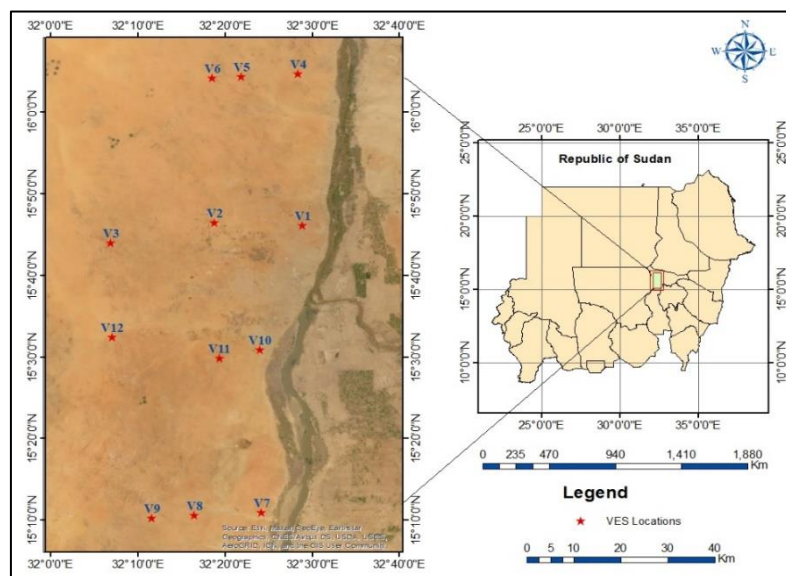 32°0'0"E 32°10'0"E 32°20'0"E 32°30'0"E 32°40'0"E
16°0'0"N
15°50'0"N
15°40'0"N
15°30'0"N
15°20'0"N
15°10'0"N
V6 V5 V4
V2 V1
V3
V12
V11 V10
V9 V8 V7
Source: Esri,
and the GIS User Community
16°0'0"N
15°50'0"N
15°40'0"N
15°30'0"N
15°20'0"N
15°10'0"N
32°0'0"E 32°10'0"E 32°20'0"E 32°30'0"E 32°40'0"E
N
W E
S
25°0'0"E 30°0'0"E 35°0'0"E
Republic of Sudan
25°0'0"N
20°0'0"N
15°0'0"N
10°0'0"N
25°0'0"N
20°0'0"N
15°0'0"N
10°0'0"N
25°0'0"E 30°0'0"E 35°0'0"E
0 235 470 940 1,410 1,880
Km
Legend
VES Locations
0 5 10 20 30 40
Km